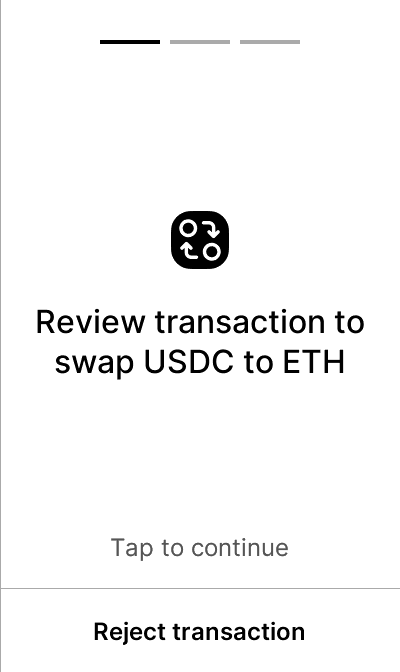 Review transaction to
swap USDC to ETH
Tap to continue
Reject transaction